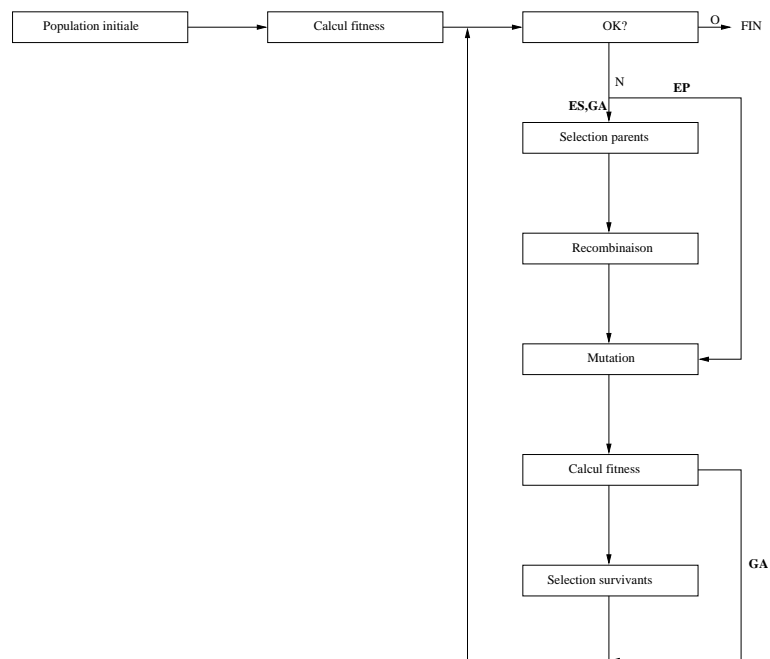 Population initiale
Calcul fitness
OK?
O
FIN
N
EP
ES,GA
Selection parents
Recombinaison
Mutation
Calcul fitness
GA
Selection survivants